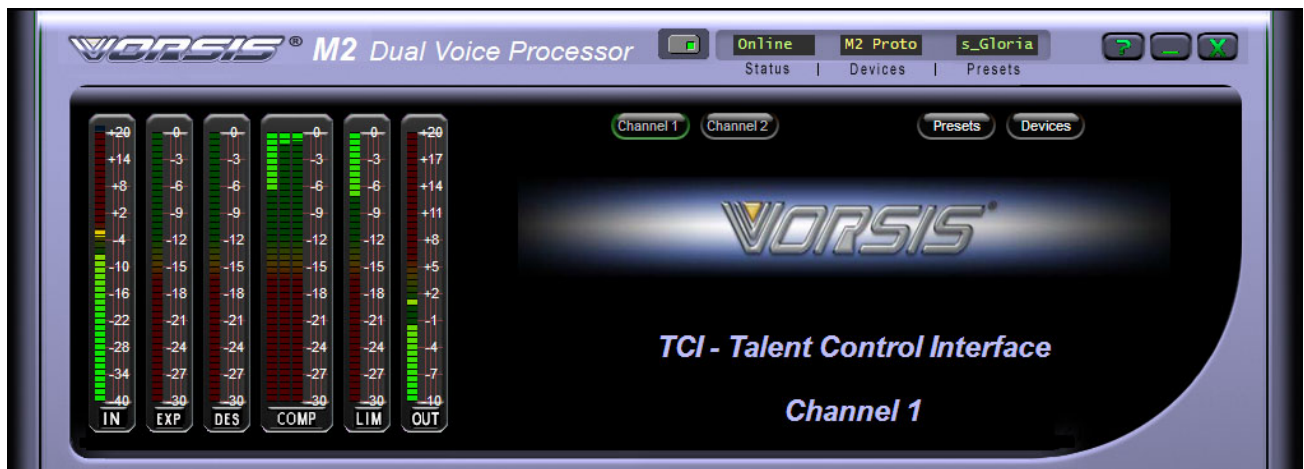 VORSIS® M2 Dual Voice Processor
Online M2 Proto s_Gloria
Status | Devices | Presets
? _ X
Channel 1 Channel 2 Presets Devices
+20 0 0 0 0 +20
+14 -3 -3 -3 -3 +17
+8 -6 -6 -6 -6 +14
+2 -9 -9 -9 -9 +11
-4 -12 -12 -12 -12 +8
-10 -15 -15 -15 -15 +5
-16 -18 -18 -18 -18 +2
-22 -21 -21 -21 -21 -1
-28 -24 -24 -24 -24 -4
-34 -27 -27 -27 -27 -7
-40 -30 -30 -30 -30 -10
IN EXP DES COMP LIM OUT
VORSIS
TCI - Talent Control Interface
Channel 1